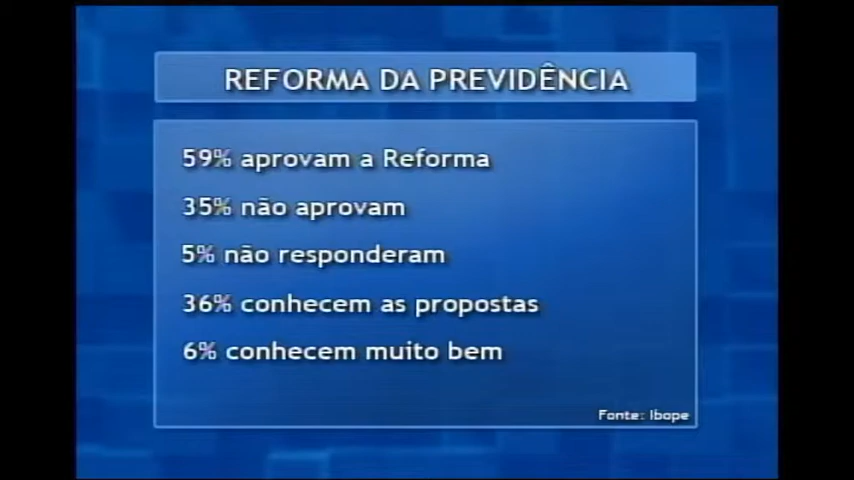 REFORMA DA PREVIDÊNCIA
59% aprovam a Reforma
35% não aprovam
5% não responderam
36% conhecem as propostas
6% conhecem muito bem
Fonte: Ibope